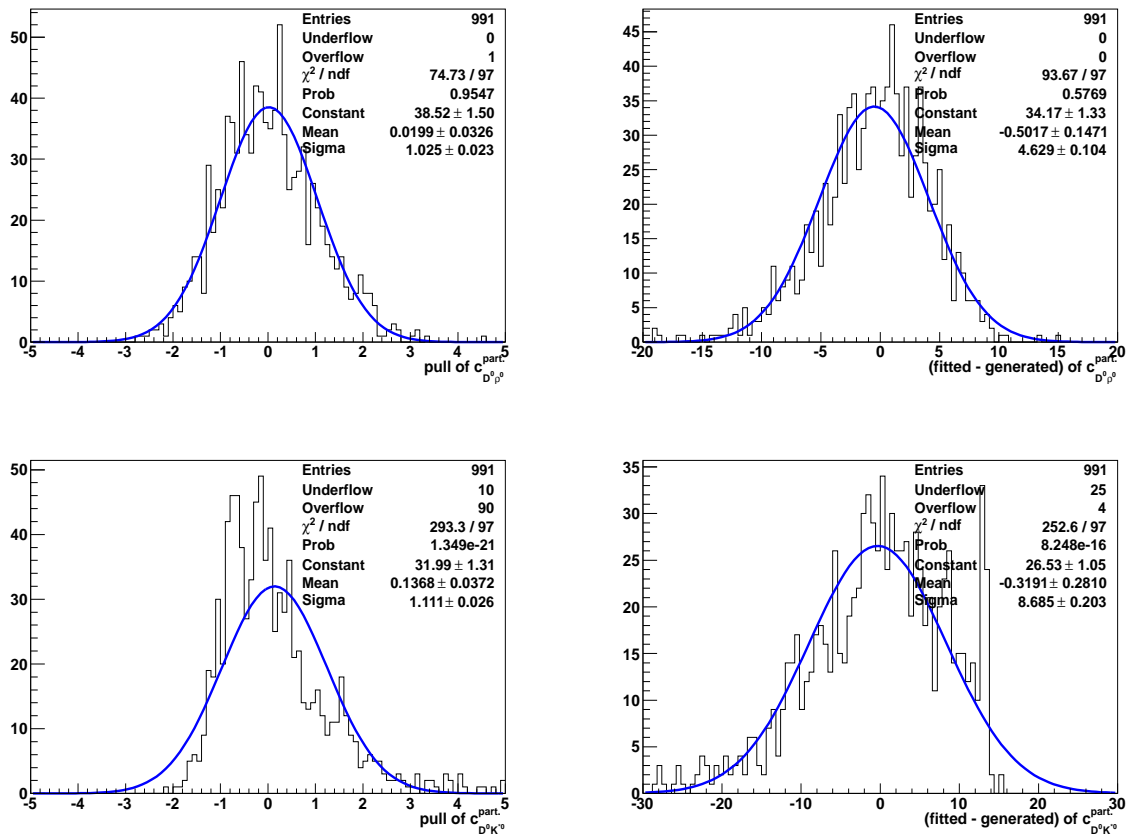 Entries 991
Underflow 0
Overflow 1
χ² / ndf 74.73 / 97
Prob 0.9547
Constant 38.52 ± 1.50
Mean 0.0199 ± 0.0326
Sigma 1.025 ± 0.023
50
40
30
20
10
0
-5 -4 -3 -2 -1 0 1 2 3 4 5
pull of c^{part.}_{D⁰ρ⁰}
Entries 991
Underflow 0
Overflow 0
χ² / ndf 93.67 / 97
Prob 0.5769
Constant 34.17 ± 1.33
Mean -0.5017 ± 0.1471
Sigma 4.629 ± 0.104
45
40
35
30
25
20
15
10
5
0
-20 -15 -10 -5 0 5 10 15 20
(fitted - generated) of c^{part.}_{D⁰ρ⁰}
Entries 991
Underflow 10
Overflow 90
χ² / ndf 293.3 / 97
Prob 1.349e-21
Constant 31.99 ± 1.31
Mean 0.1368 ± 0.0372
Sigma 1.111 ± 0.026
50
40
30
20
10
0
-5 -4 -3 -2 -1 0 1 2 3 4 5
pull of c^{part.}_{D⁰K*⁰}
Entries 991
Underflow 25
Overflow 4
χ² / ndf 252.6 / 97
Prob 8.248e-16
Constant 26.53 ± 1.05
Mean -0.3191 ± 0.2810
Sigma 8.685 ± 0.203
35
30
25
20
15
10
5
0
-30 -20 -10 0 10 20 30
(fitted - generated) of c^{part.}_{D⁰K*⁰}